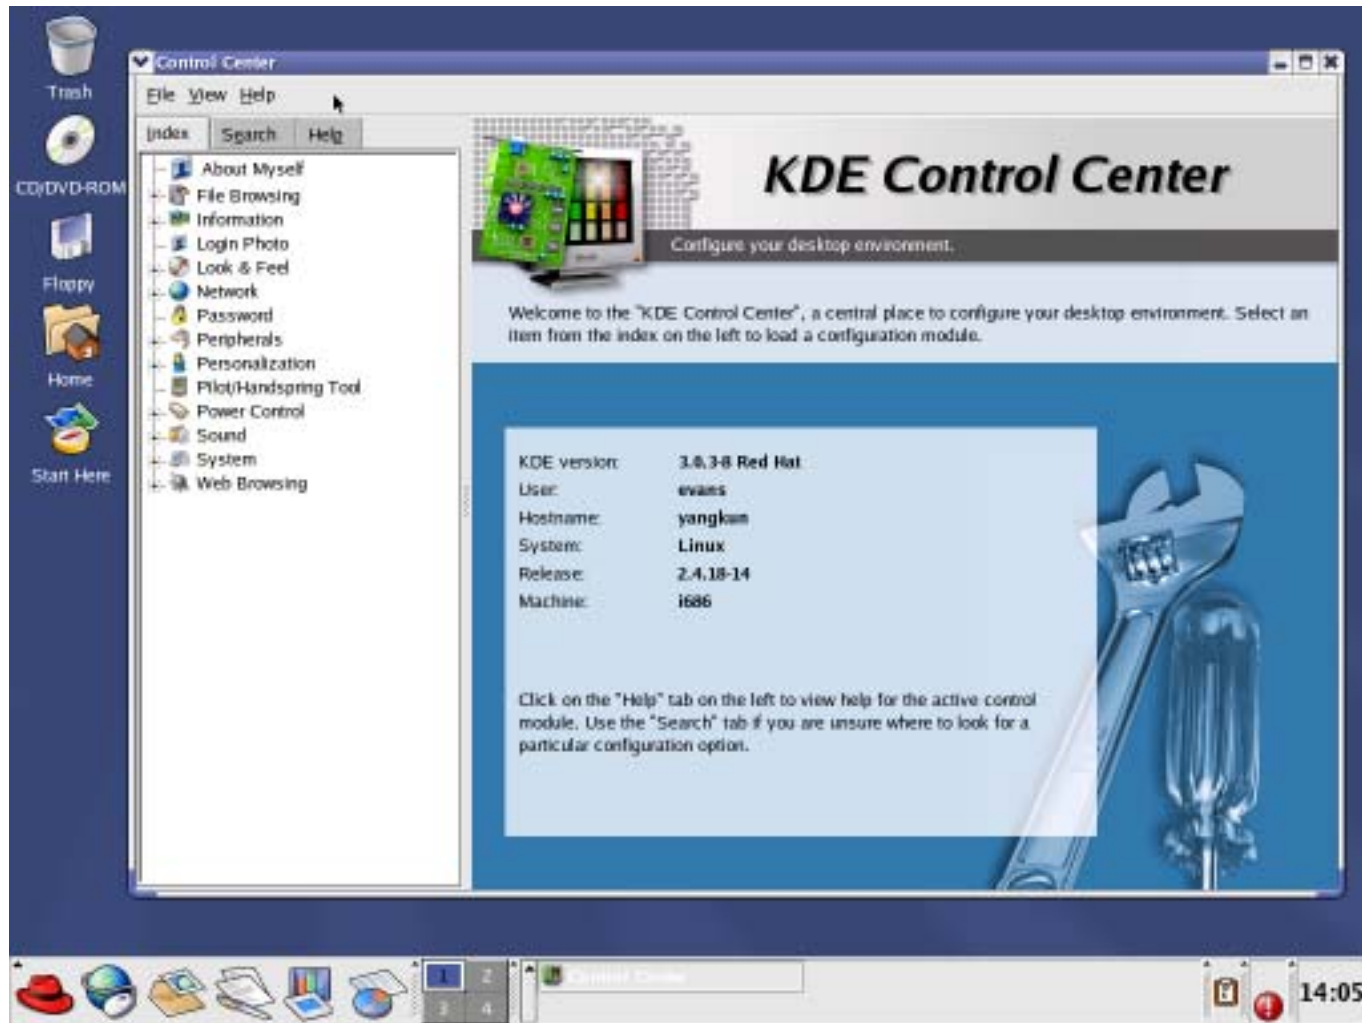 Trash
CD/DVD-ROM
Floppy
Home
Start Here
Control Center
File View Help
Index Search Help
About Myself
File Browsing
Information
Login Photo
Look & Feel
Network
Password
Peripherals
Personalization
Pilot/Handspring Tool
Power Control
Sound
System
Web Browsing
KDE Control Center
Configure your desktop environment.
Welcome to the "KDE Control Center", a central place to configure your desktop environment. Select an
item from the index on the left to load a configuration module.
KDE version: 3.0.3-8 Red Hat
User: evans
Hostname: yangkun
System: Linux
Release: 2.4.18-14
Machine: i686
Click on the "Help" tab on the left to view help for the active control
module. Use the "Search" tab if you are unsure where to look for a
particular configuration option.
1 2
3 4
Control Center
14:05